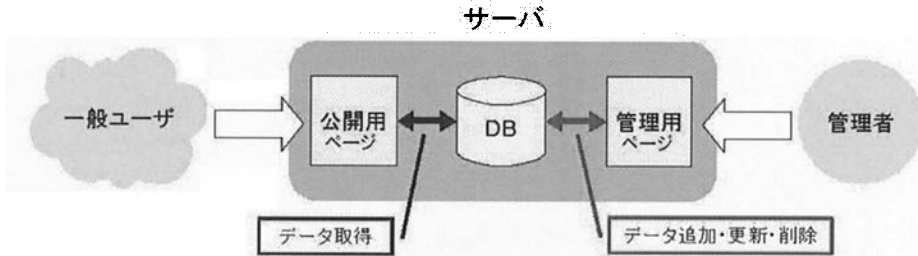 サーバ
一般ユーザ
公開用
ページ
DB
管理用
ページ
管理者
データ取得
データ追加・更新・削除